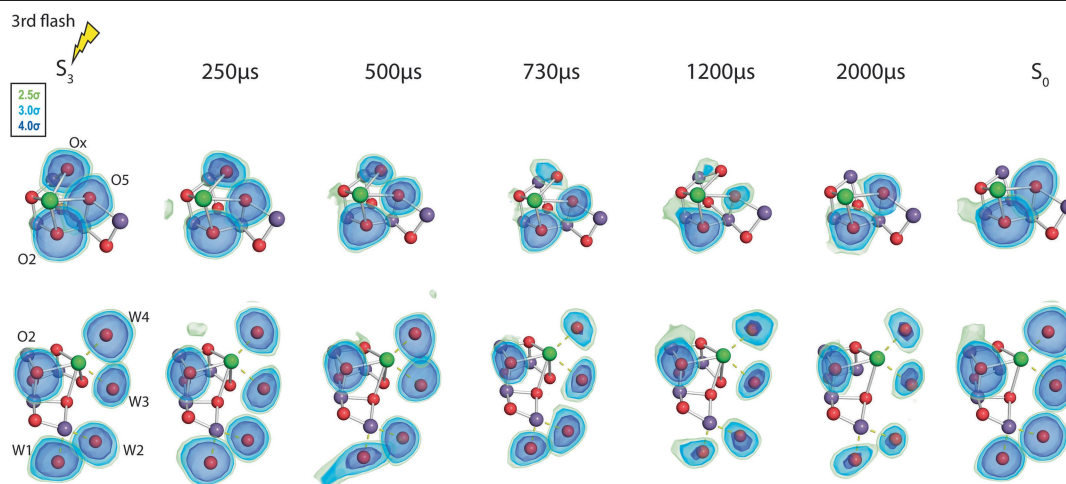 3rd flash
S₃ 250µs 500µs 730µs 1200µs 2000µs S₀
2.5σ
3.0σ
4.0σ
Ox
O5
O2
W4
O2
W3
W1 W2